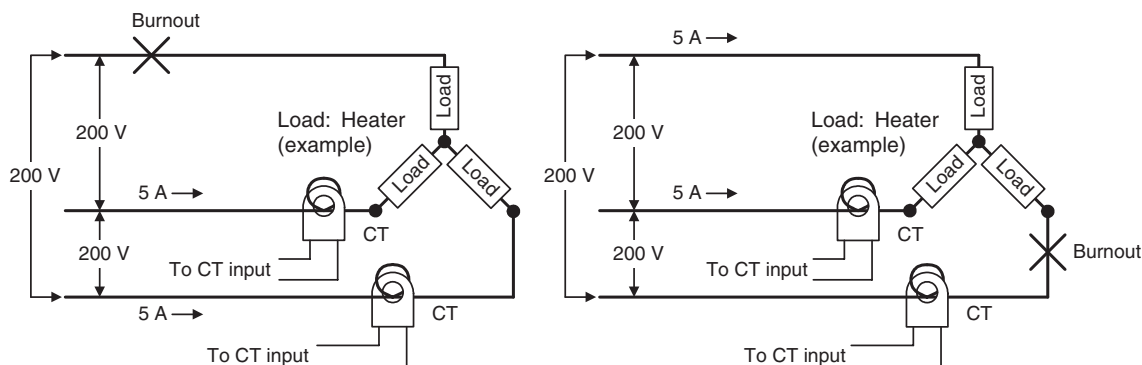 Burnout
5 A
Load
Load: Heater
(example)
200 V
200 V
Load
Load
5 A
200 V
CT
To CT input
5 A
CT
To CT input
5 A
Load
Load: Heater
(example)
200 V
200 V
Load
Load
5 A
200 V
CT
Burnout
To CT input
CT
To CT input